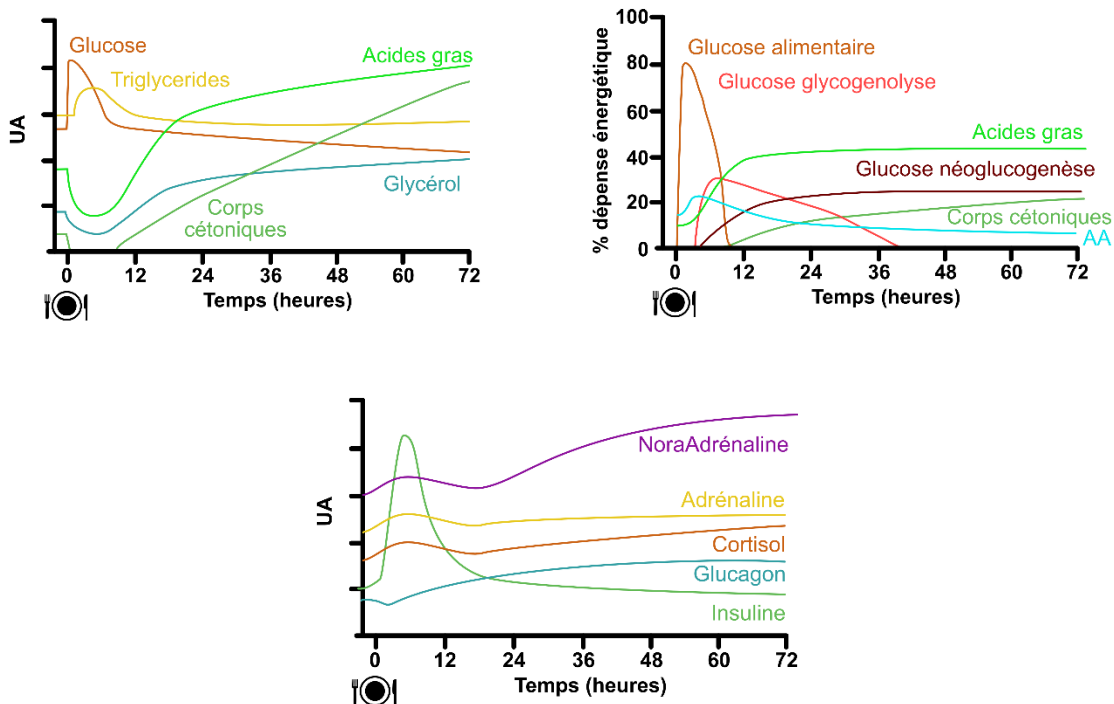 Glucose
Triglycerides
Acides gras
Glycérol
Corps
cétoniques
UA
0 12 24 36 48 60 72
Temps (heures)
100
80
60
40
20
0
% dépense énergétique
Glucose alimentaire
Glucose glycogenolyse
Acides gras
Glucose néoglucogenèse
Corps cétoniques
AA
0 12 24 36 48 60 72
Temps (heures)
UA
NoraAdrénaline
Adrénaline
Cortisol
Glucagon
Insuline
0 12 24 36 48 60 72
Temps (heures)